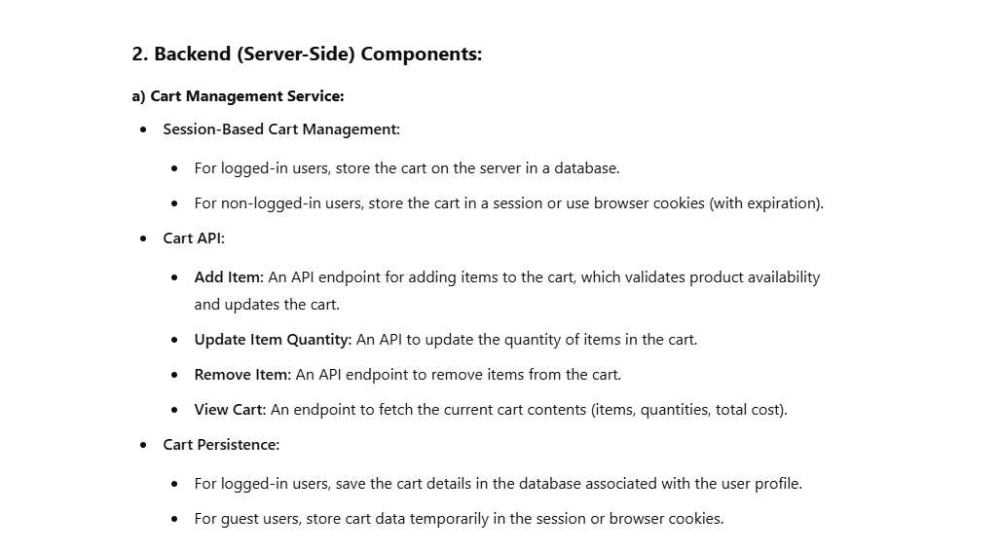 2. Backend (Server-Side) Components:
a) Cart Management Service:
• Session-Based Cart Management:
• For logged-in users, store the cart on the server in a database.
• For non-logged-in users, store the cart in a session or use browser cookies (with expiration).
• Cart API:
• Add Item: An API endpoint for adding items to the cart, which validates product availability
and updates the cart.
• Update Item Quantity: An API to update the quantity of items in the cart.
• Remove Item: An API endpoint to remove items from the cart.
• View Cart: An endpoint to fetch the current cart contents (items, quantities, total cost).
• Cart Persistence:
• For logged-in users, save the cart details in the database associated with the user profile.
• For guest users, store cart data temporarily in the session or browser cookies.